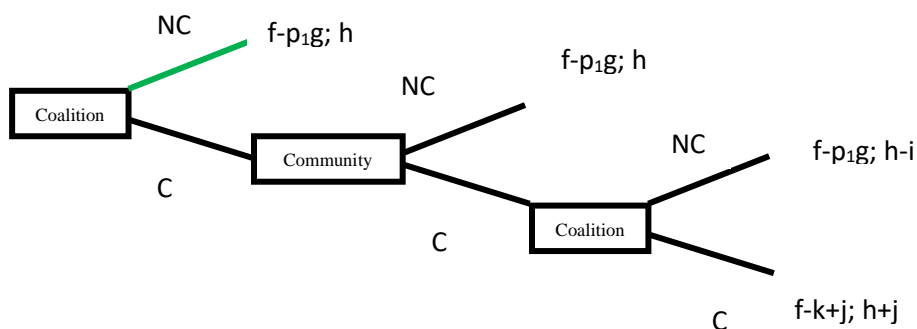 NC
f-p₁g; h
Coalition
C
NC
f-p₁g; h
Community
C
NC
f-p₁g; h-i
Coalition
C
f-k+j; h+j